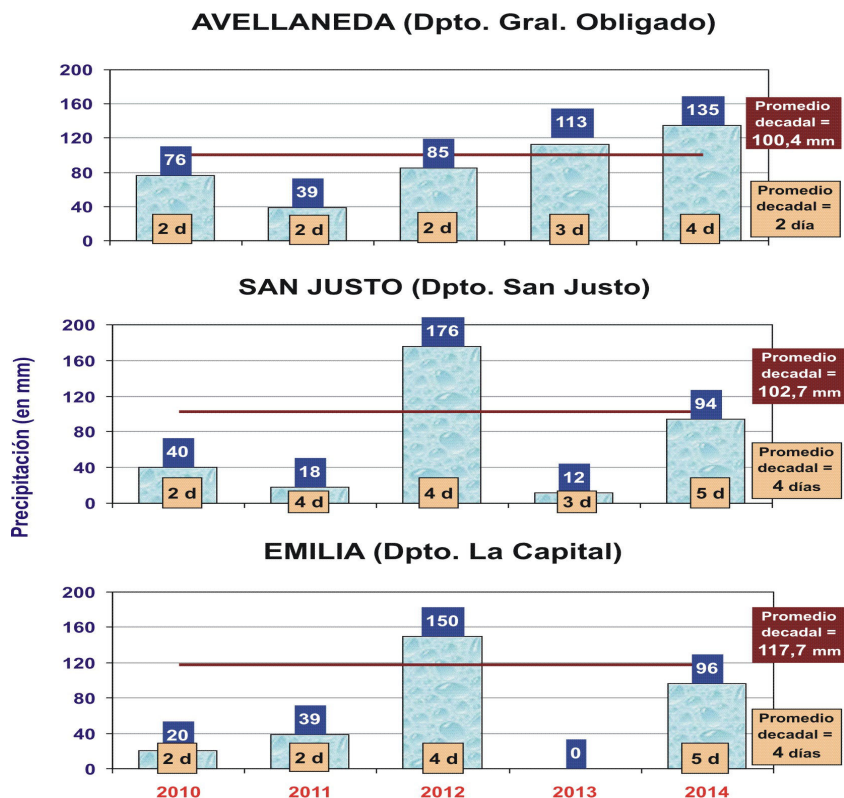 AVELLANEDA (Dpto. Gral. Obligado)
200
160
120
80
40
0
76
39
85
113
135
2 d
2 d
2 d
3 d
4 d
Promedio
decadal =
100,4 mm
Promedio
decadal =
2 día
SAN JUSTO (Dpto. San Justo)
Precipitación (en mm)
200
160
120
80
40
0
40
18
176
12
94
2 d
4 d
4 d
3 d
5 d
Promedio
decadal =
102,7 mm
Promedio
decadal =
4 días
EMILIA (Dpto. La Capital)
200
160
120
80
40
0
20
39
150
0
96
2 d
2 d
4 d
5 d
Promedio
decadal =
117,7 mm
Promedio
decadal =
4 días
2010 2011 2012 2013 2014